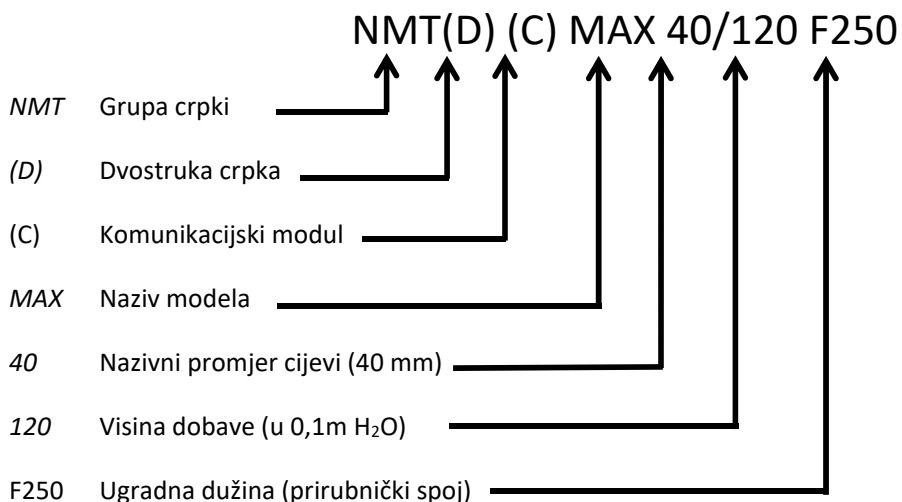 NMT(D) (C) MAX 40/120 F250
NMT Grupa crpki
(D) Dvostruka crpka
(C) Komunikacijski modul
MAX Naziv modela
40 Nazivni promjer cijevi (40 mm)
120 Visina dobave (u 0,1m H₂O)
F250 Ugradna dužina (prirubnički spoj)